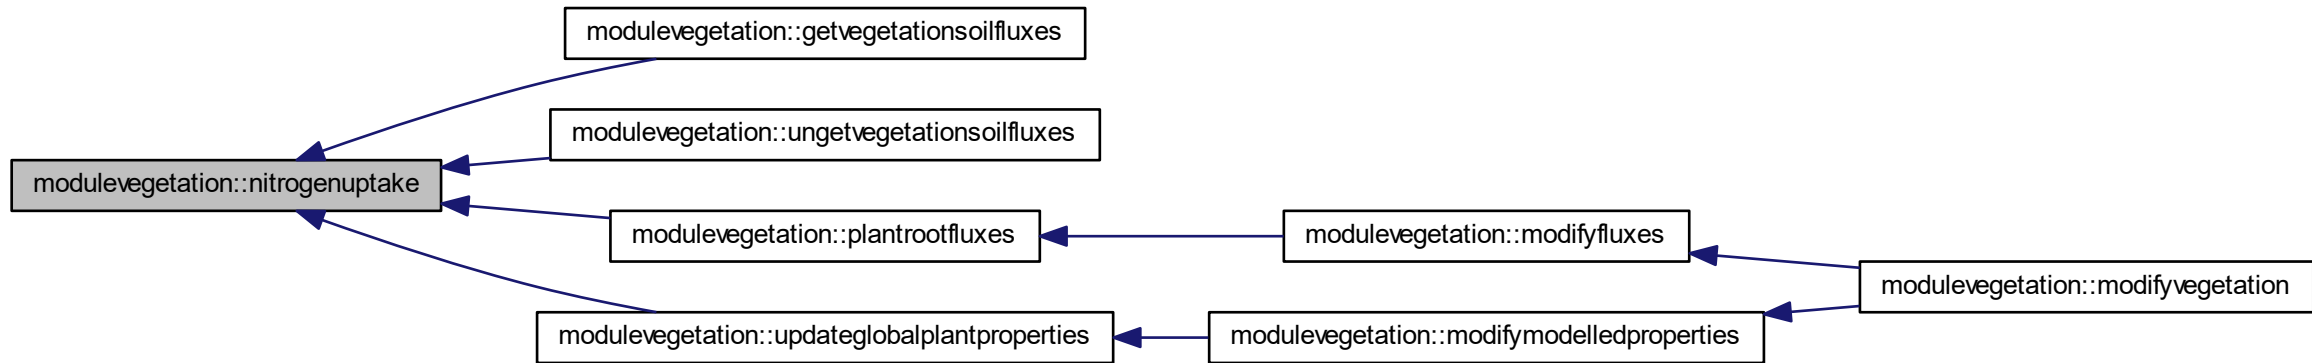 modulevegetation::getvegetationsoilfluxes
modulevegetation::ungetvegetationsoilfluxes
modulevegetation::nitrogenuptake
modulevegetation::plantrootfluxes
modulevegetation::modifyfluxes
modulevegetation::modifyvegetation
modulevegetation::updateglobalplantproperties
modulevegetation::modifymodelledproperties